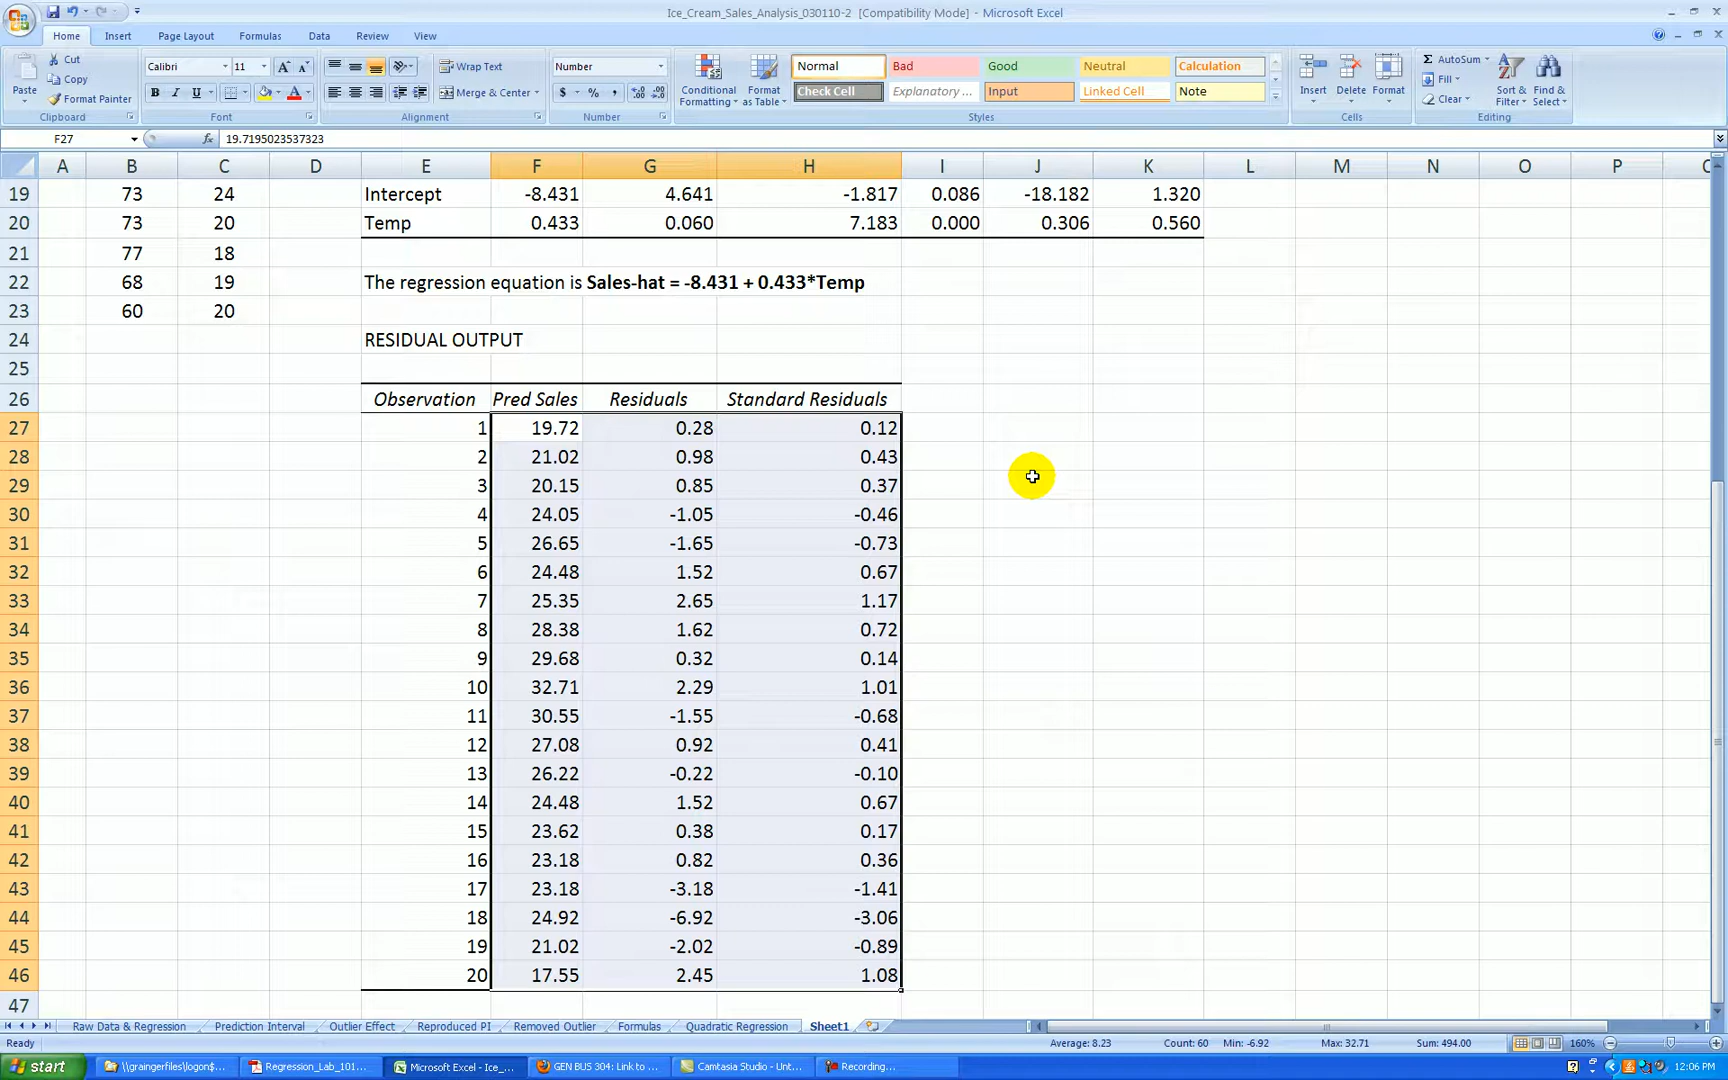 Ice_Cream_Sales_Analysis_030110-2 [Compatibility Mode] - Microsoft Excel
Home Insert Page Layout Formulas Data Review View
Paste
Cut
Copy
Format Painter
Clipboard
Calibri 11
B I U
Font
Wrap Text
Merge & Center
Alignment
Number
$ % ,
Number
Conditional Formatting
Format as Table
Normal Bad Good Neutral Calculation
Check Cell Explanatory ... Input Linked Cell Note
Styles
Insert Delete Format
Cells
Σ AutoSum
Fill
Clear
Sort & Filter
Find & Select
Editing
F27 fx 19.7195023537323
A B C D E F G H I J K L M N O P
19 73 24 Intercept -8.431 4.641 -1.817 0.086 -18.182 1.320
20 73 20 Temp 0.433 0.060 7.183 0.000 0.306 0.560
21 77 18
22 68 19 The regression equation is Sales-hat = -8.431 + 0.433*Temp
23 60 20
24 RESIDUAL OUTPUT
25
26 Observation Pred Sales Residuals Standard Residuals
27 1 19.72 0.28 0.12
28 2 21.02 0.98 0.43
29 3 20.15 0.85 0.37
30 4 24.05 -1.05 -0.46
31 5 26.65 -1.65 -0.73
32 6 24.48 1.52 0.67
33 7 25.35 2.65 1.17
34 8 28.38 1.62 0.72
35 9 29.68 0.32 0.14
36 10 32.71 2.29 1.01
37 11 30.55 -1.55 -0.68
38 12 27.08 0.92 0.41
39 13 26.22 -0.22 -0.10
40 14 24.48 1.52 0.67
41 15 23.62 0.38 0.17
42 16 23.18 0.82 0.36
43 17 23.18 -3.18 -1.41
44 18 24.92 -6.92 -3.06
45 19 21.02 -2.02 -0.89
46 20 17.55 2.45 1.08
47
Raw Data & Regression Prediction Interval Outlier Effect Reproduced PI Removed Outlier Formulas Quadratic Regression Sheet1
Ready Average: 8.23 Count: 60 Min: -6.92 Max: 32.71 Sum: 494.00 160%
start \\graingerfiles\logon$... Regression_Lab_101... Microsoft Excel - Ice_... GEN BUS 304: Link to ... Camtasia Studio - Unt... Recording... 12:06 PM